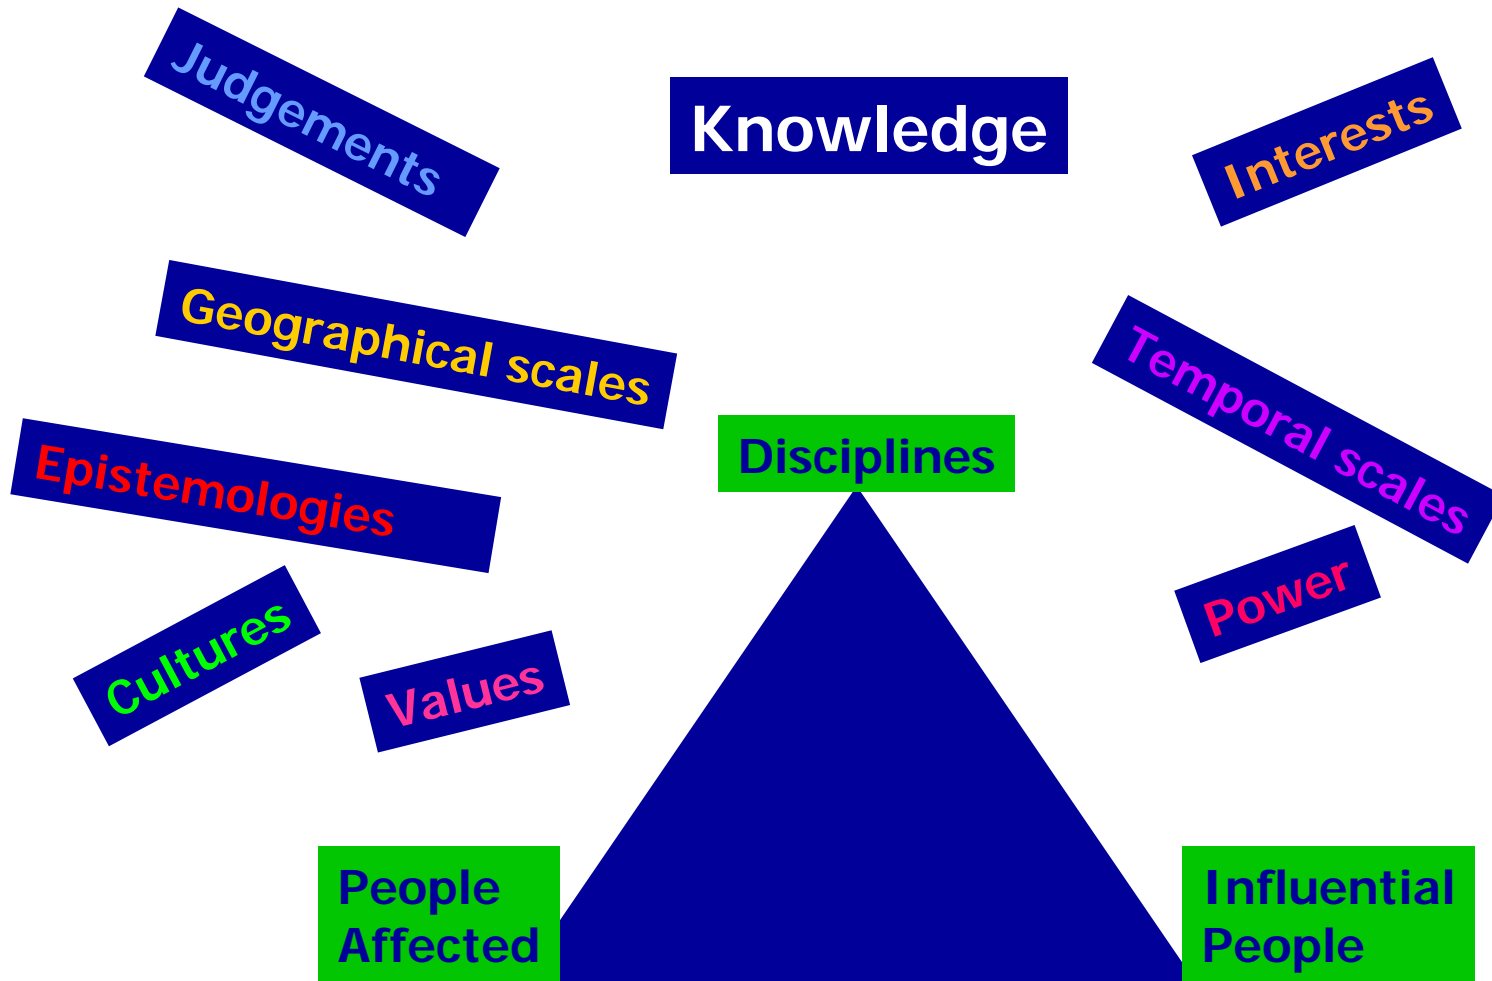 Judgements
Knowledge
Interests
Geographical scales
Temporal scales
Epistemologies
Disciplines
Power
Cultures
Values
People
Affected
Influential
People